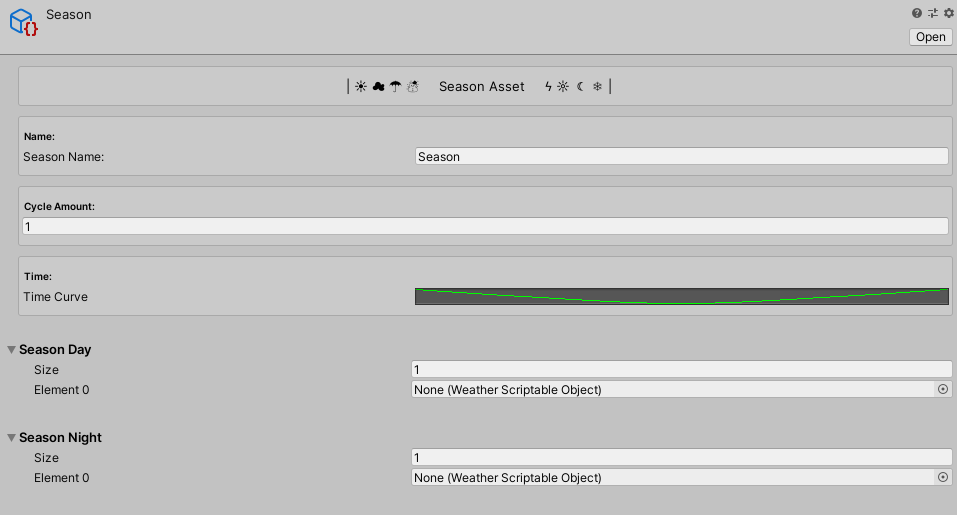 Season
Open
| ☀ ☁ ☂ ☃ Season Asset ϟ ☼ ☾ ❄ |
Name:
Season Name: Season
Cycle Amount:
1
Time:
Time Curve
Season Day
Size 1
Element 0 None (Weather Scriptable Object)
Season Night
Size 1
Element 0 None (Weather Scriptable Object)